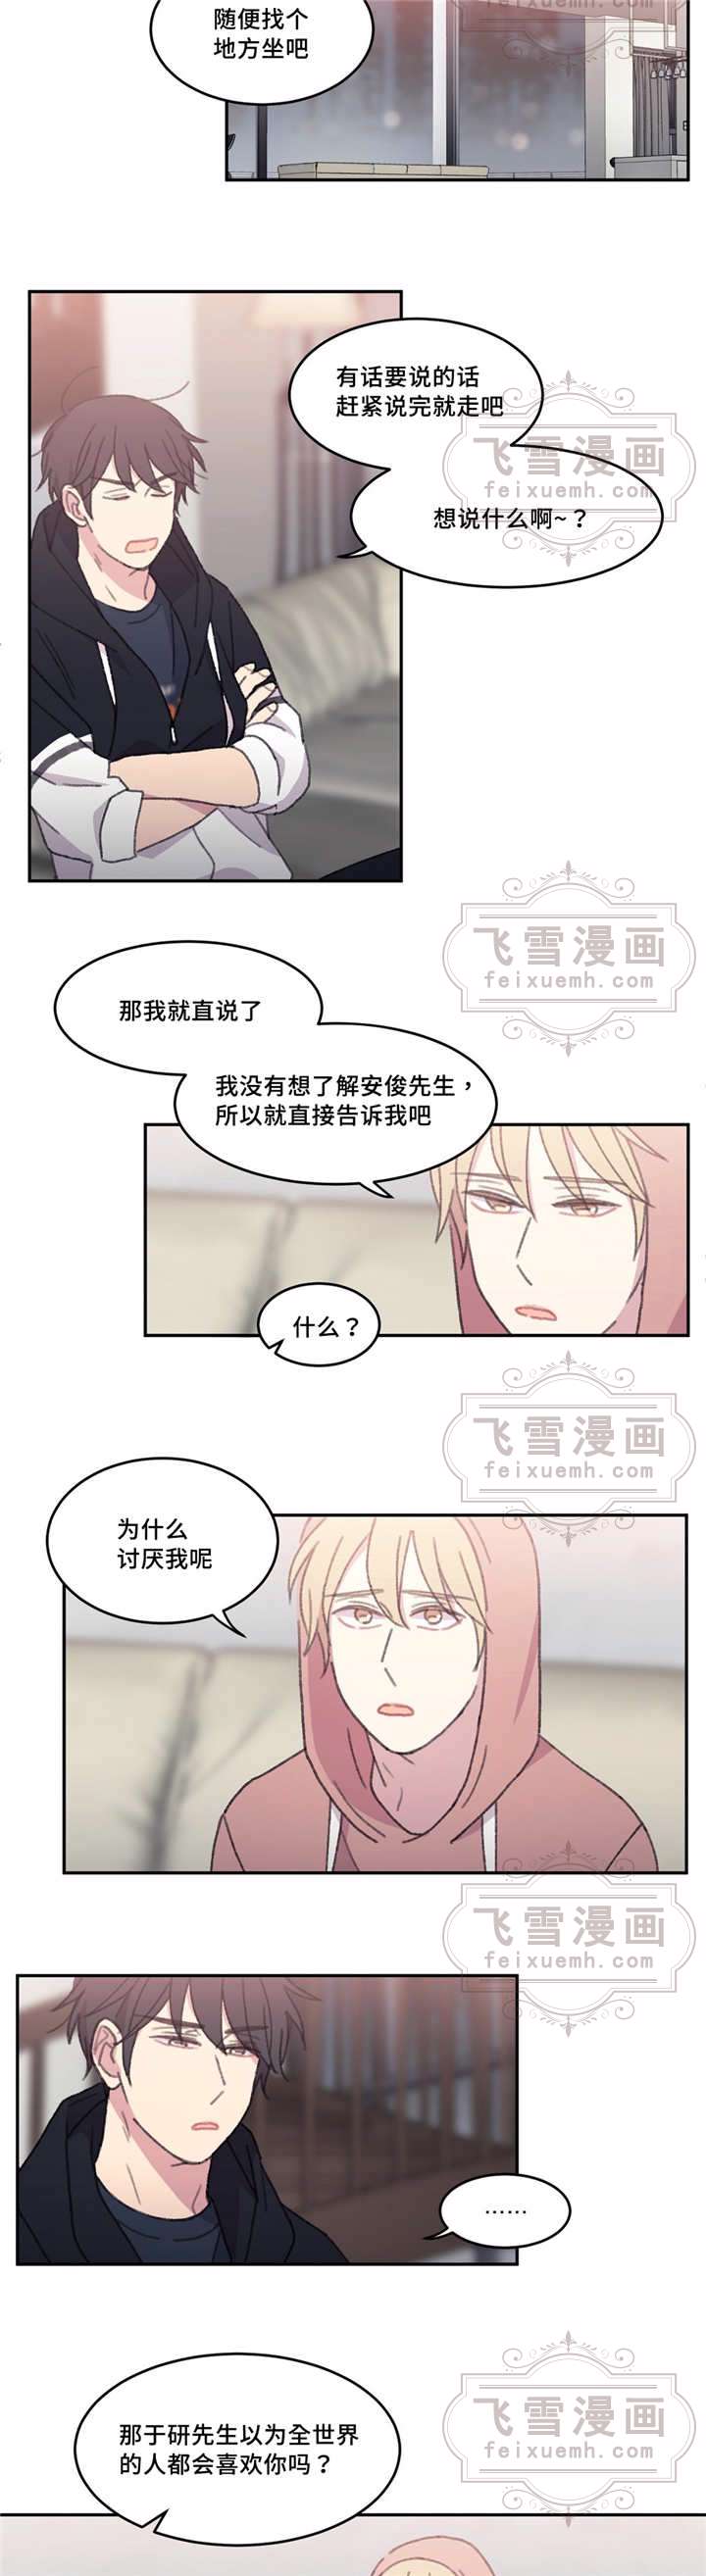 随便找个
地方坐吧
有话要说的话
赶紧说完就走吧
飞雪漫画
feixuemh.com
想说什么啊~？
飞雪漫画
feixuemh.com
那我就直说了
我没有想了解安俊先生，
所以就直接告诉我吧
什么？
飞雪漫画
feixuemh.com
为什么
讨厌我呢
飞雪漫画
feixuemh.com
……
飞雪漫画
feixuemh.com
那于研先生以为全世界
的人都会喜欢你吗？